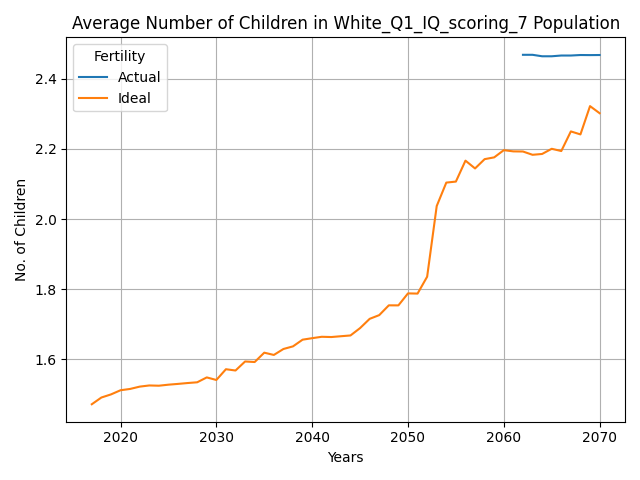 Average Number of Children in White_Q1_IQ_scoring_7 Population
Fertility
Actual
Ideal
No. of Children
2.4
2.2
2.0
1.8
1.6
2020 2030 2040 2050 2060 2070
Years